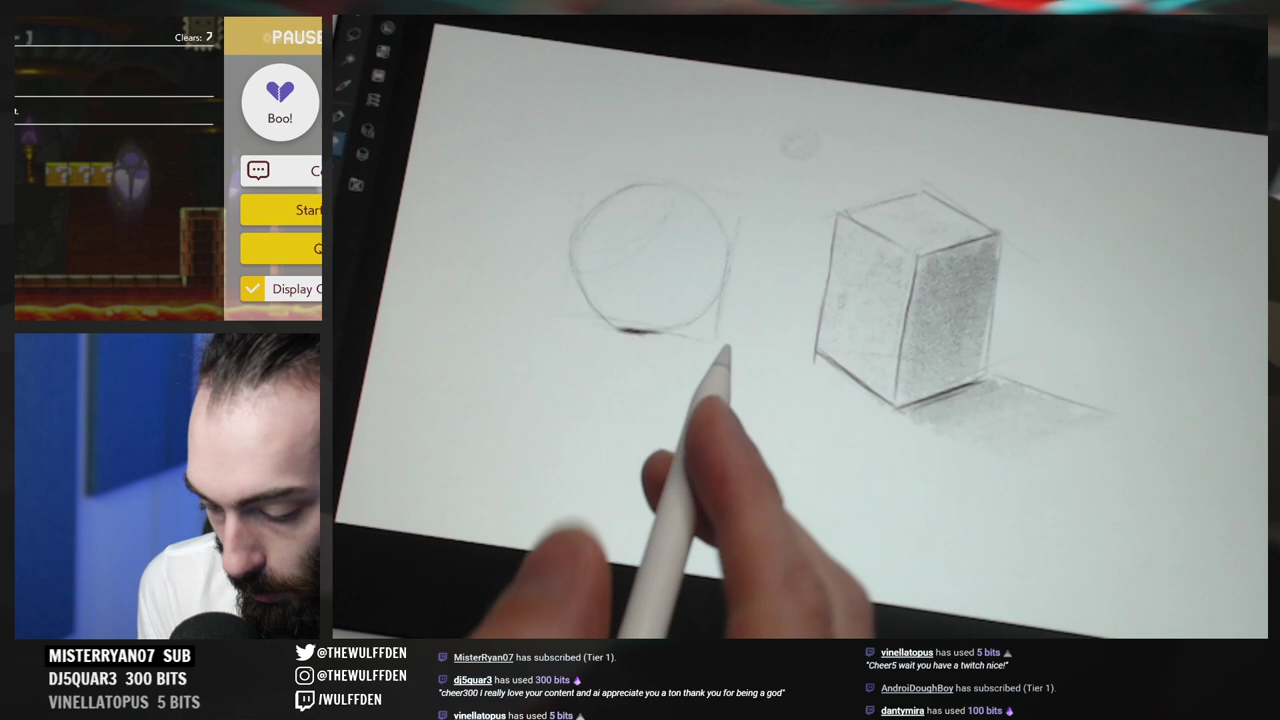 Clears: 7
PAUSE
Boo!
t.
Start
Display
MISTERRYAN07 SUB
DJ5QUAR3 300 BITS
VINELLATOPUS 5 BITS
@THEWULFFDEN
@THEWULFFDEN
/WULFFDEN
MisterRyan07 has subscribed (Tier 1).
dj5quar3 has used 300 bits
"cheer300 I really love your content and ai appreciate you a ton thank you for being a god"
vinellatopus has used 5 bits
vinellatopus has used 5 bits
"Cheer5 wait you have a twitch nice!"
AndroiDoughBoy has subscribed (Tier 1).
dantymira has used 100 bits